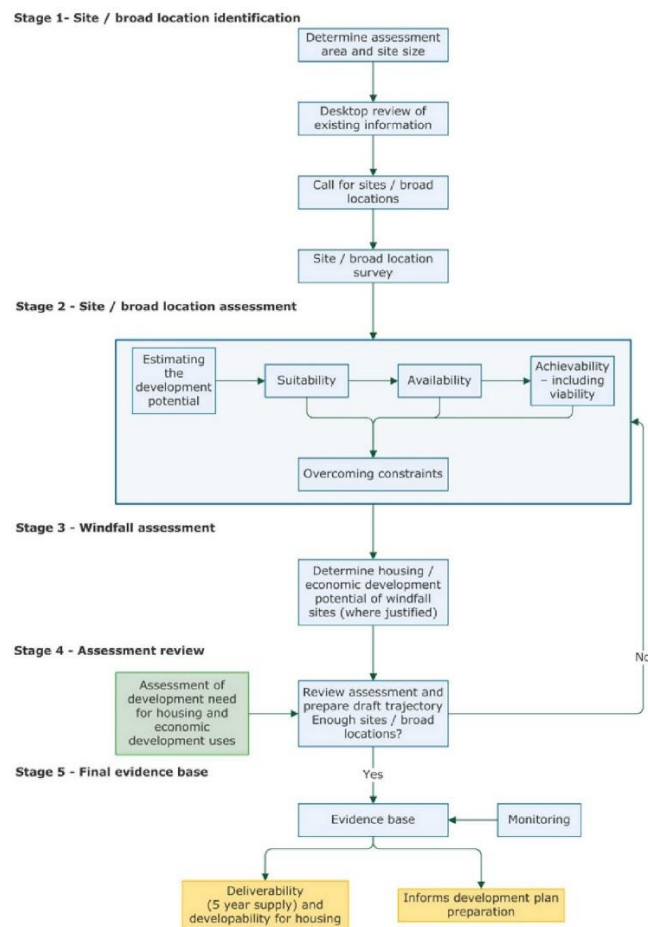 Stage 1- Site / broad location identification
Determine assessment
area and site size
Desktop review of
existing information
Call for sites / broad
locations
Site / broad location
survey
Stage 2 - Site / broad location assessment
Estimating
the
development
potential
Suitability
Availability
Achievability
– including
viability
Overcoming constraints
Stage 3 - Windfall assessment
Determine housing /
economic development
potential of windfall
sites (where justified)
Stage 4 - Assessment review
No
Assessment of
development need
for housing and
economic
development uses
Review assessment and
prepare draft trajectory
Enough sites / broad
locations?
Stage 5 - Final evidence base
Yes
Evidence base
Monitoring
Deliverability
(5 year supply) and
developability for housing
Informs development plan
preparation